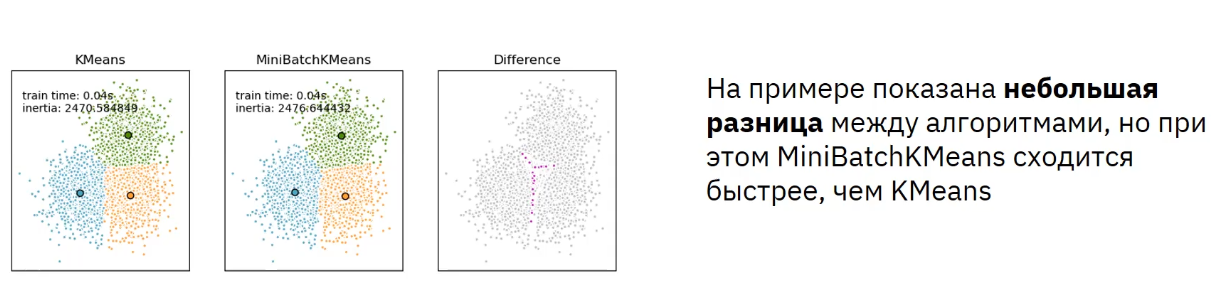 KMeans
train time: 0.04s
inertia: 2470.584849
MiniBatchKMeans
train time: 0.04s
inertia: 2476.644432
Difference
На примере показана небольшая
разница между алгоритмами, но при
этом MiniBatchKMeans сходится
быстрее, чем KMeans